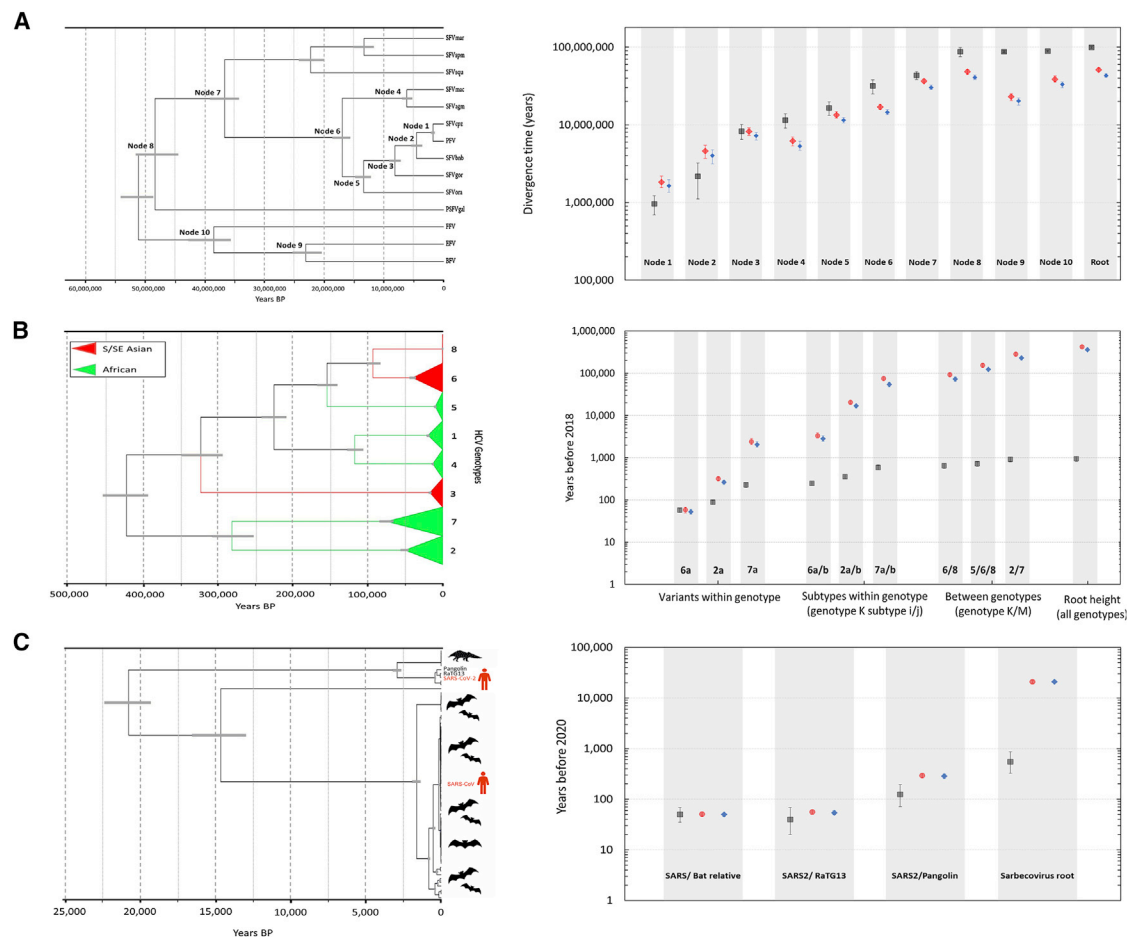 A
SFVmar
SFVspm
SFVsqu
SFVmac
SFVagm
SFVcpz
PFV
SFVbnb
SFVgor
SFVora
PSFVgal
FFV
EFV
BFV
Node 7
Node 4
Node 1
Node 2
Node 6
Node 3
Node 8
Node 5
Node 10
Node 9
60,000,000 50,000,000 40,000,000 30,000,000 20,000,000 10,000,000 0
Years BP
Divergence time (years)
100,000,000
10,000,000
1,000,000
100,000
Node 1 Node 2 Node 3 Node 4 Node 5 Node 6 Node 7 Node 8 Node 9 Node 10 Root
B
S/SE Asian
African
8
6
5
1
4
3
7
2
HCV Genotypes
500,000 400,000 300,000 200,000 100,000 0
Years BP
Years before 2018
1,000,000
100,000
10,000
1,000
100
10
1
6a 2a 7a 6a/b 2a/b 7a/b 6/8 5/6/8 2/7
Variants within genotype Subtypes within genotype Between genotypes Root height
(genotype K subtype i/j) (genotype K/M) (all genotypes)
C
Pangolin
RaTG13
SARS-CoV-2
SARS-CoV
25,000 20,000 15,000 10,000 5,000 0
Years BP
Years before 2020
100,000
10,000
1,000
100
10
1
SARS/ Bat relative SARS2/ RaTG13 SARS2/Pangolin Sarbecovirus root